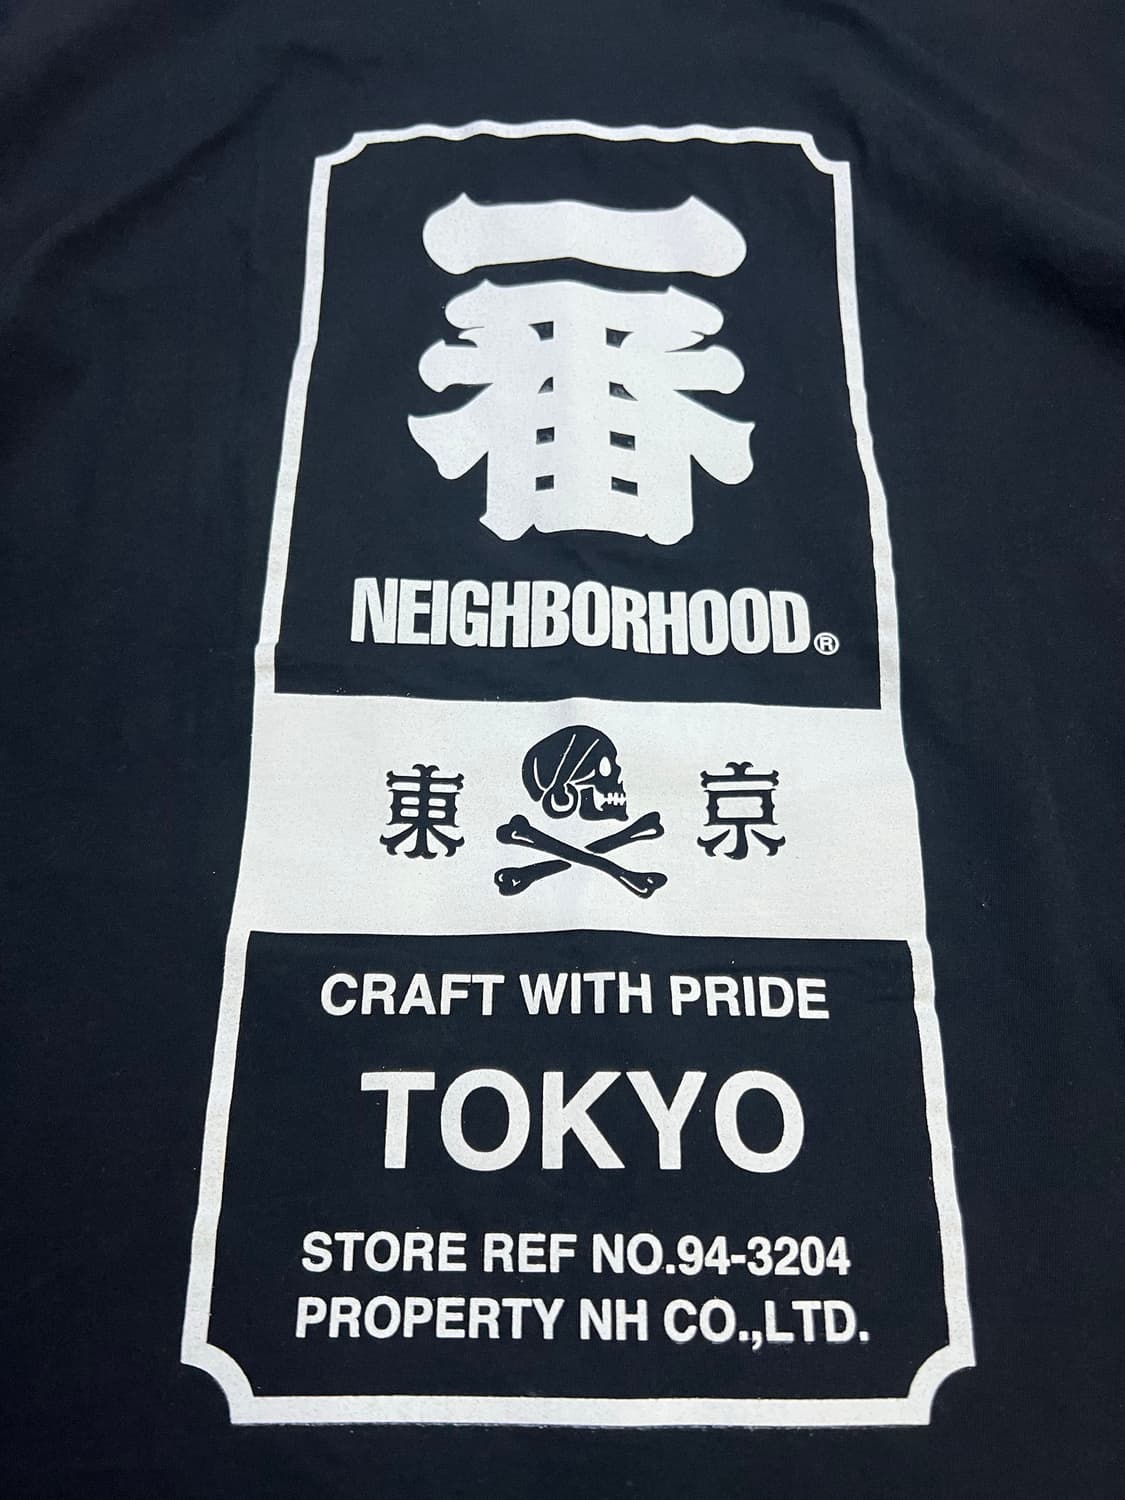 一番
NEIGHBORHOOD®
東 京
CRAFT WITH PRIDE
TOKYO
STORE REF NO.94-3204
PROPERTY NH CO.,LTD.